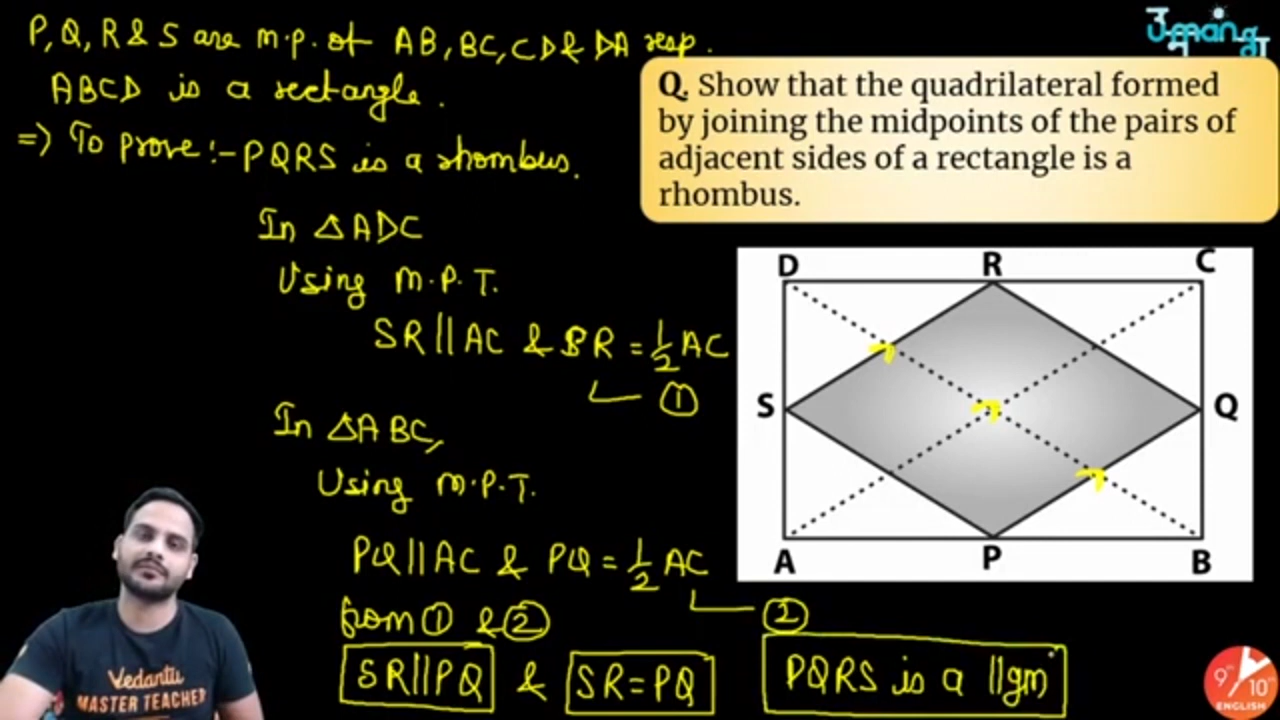 P, Q, R & S are m.p. of AB, BC, CD & DA resp.
ABCD is a rectangle.
=> To prove :- PQRS is a rhombus.
In △ADC
Using M.P.T.
SR || AC & SR = 1/2 AC
①
In △ABC,
Using M.P.T.
PQ || AC & PQ = 1/2 AC
②
from ① & ②
SR || PQ & SR = PQ
PQRS is a ||gm
उमंग
Q. Show that the quadrilateral formed
by joining the midpoints of the pairs of
adjacent sides of a rectangle is a
rhombus.
D R C
S Q
A P B
Vedantu
MASTER TEACHER
9th 10th
ENGLISH